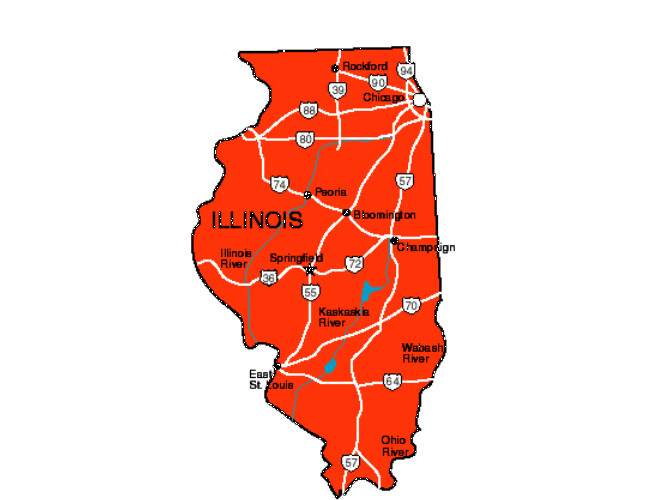 Rockford
94
90
39
Chicago
88
80
74
57
Peoria
Bloomington
ILLINOIS
Champaign
Illinois
River
Springfield
72
36
55
70
Kaskaskia
River
Wabash
River
East
St. Louis
64
Ohio
River
57